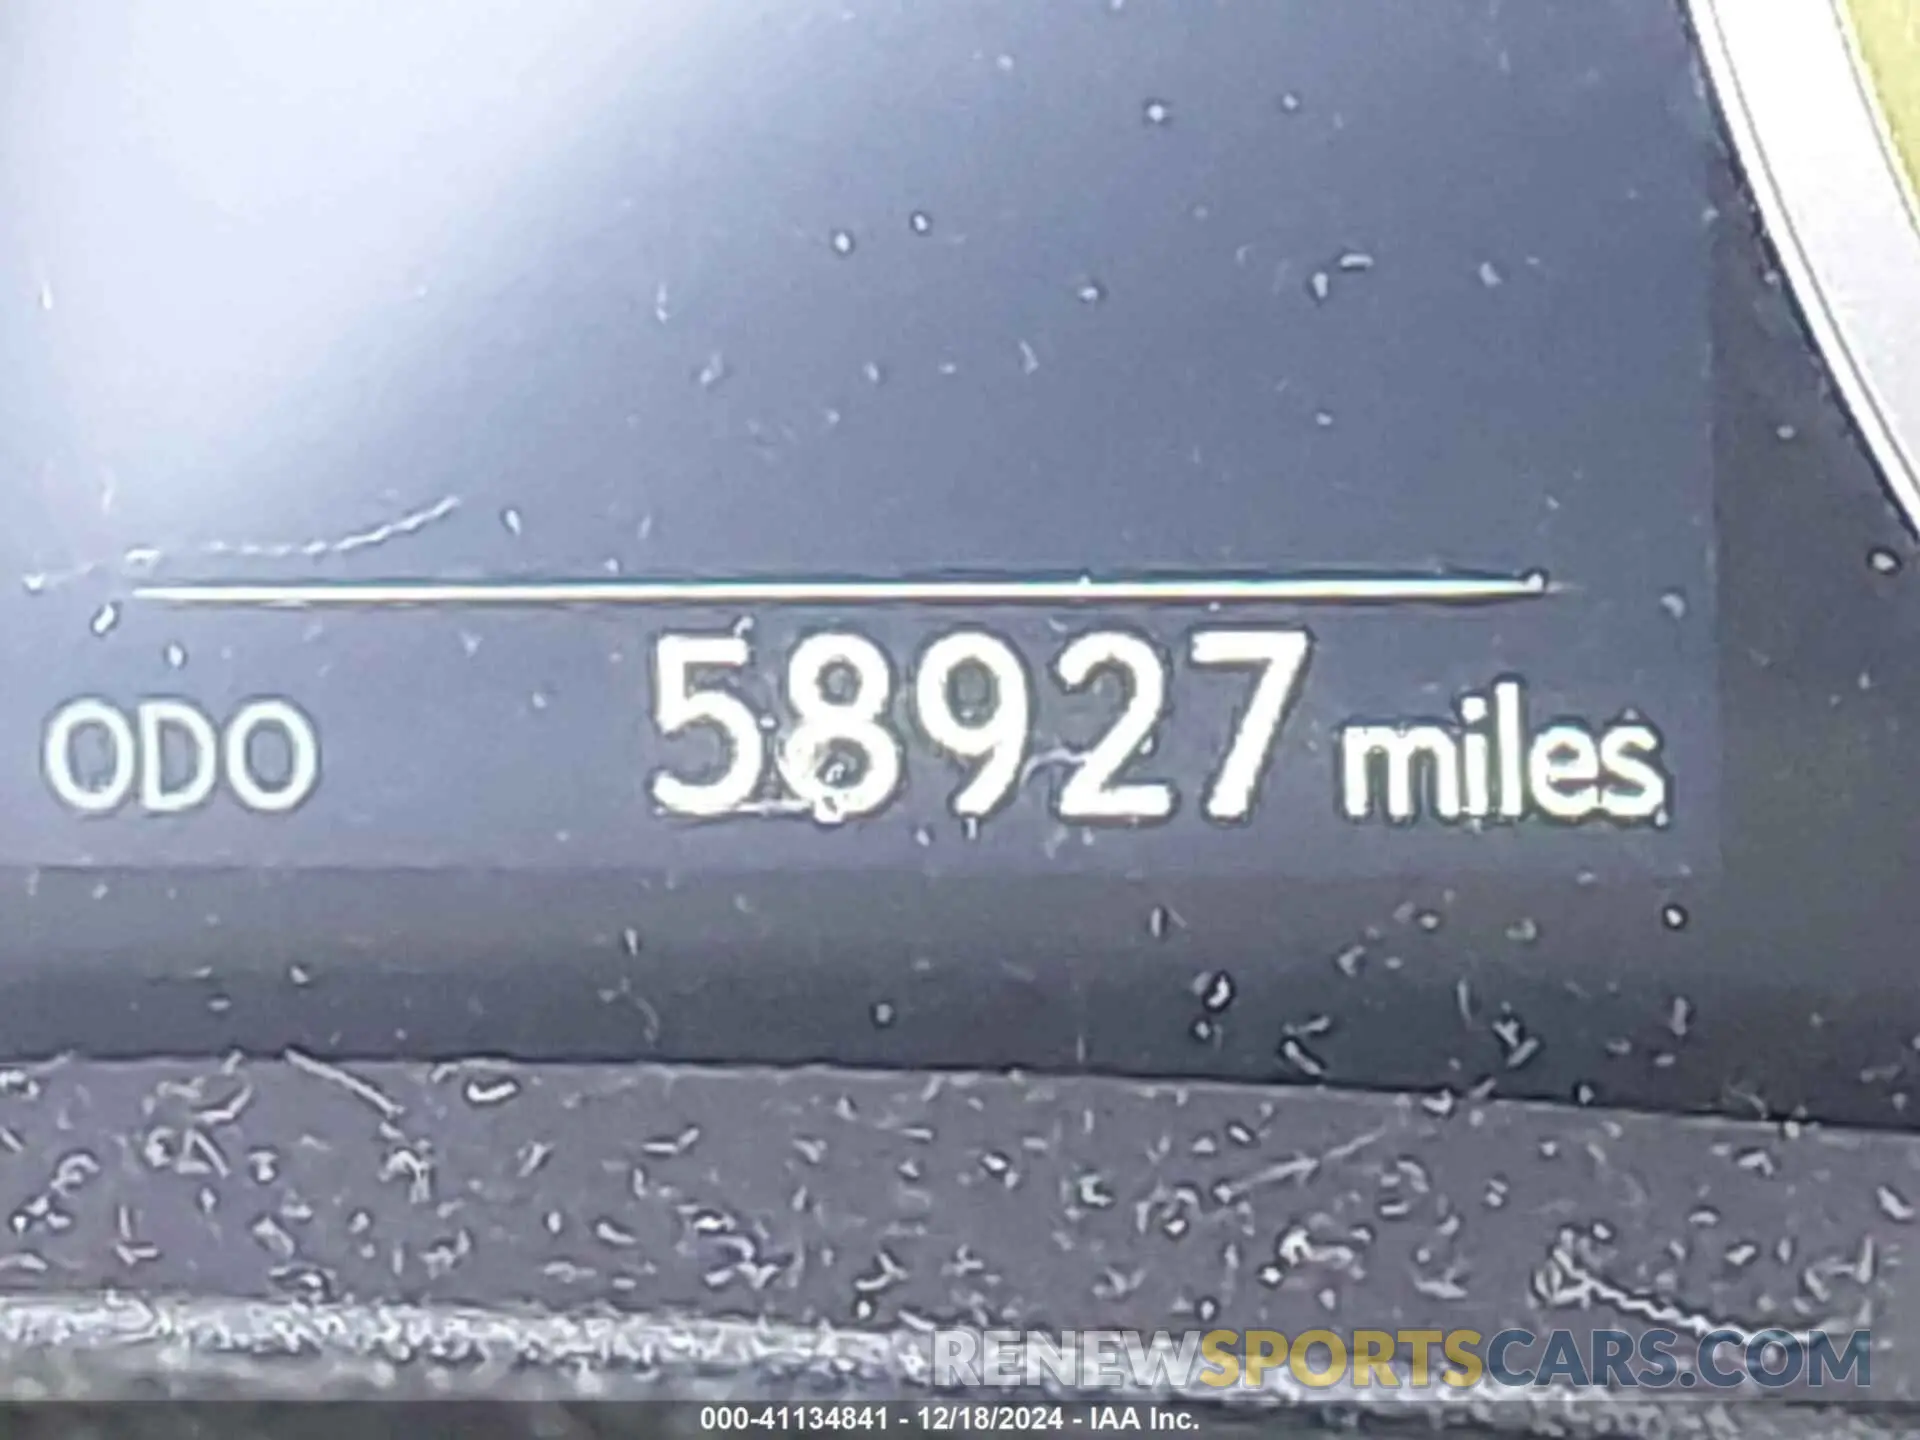 ODO 58927 miles
RENEWSPORTSCARS.COM
000-41134841 - 12/18/2024 - IAA Inc.